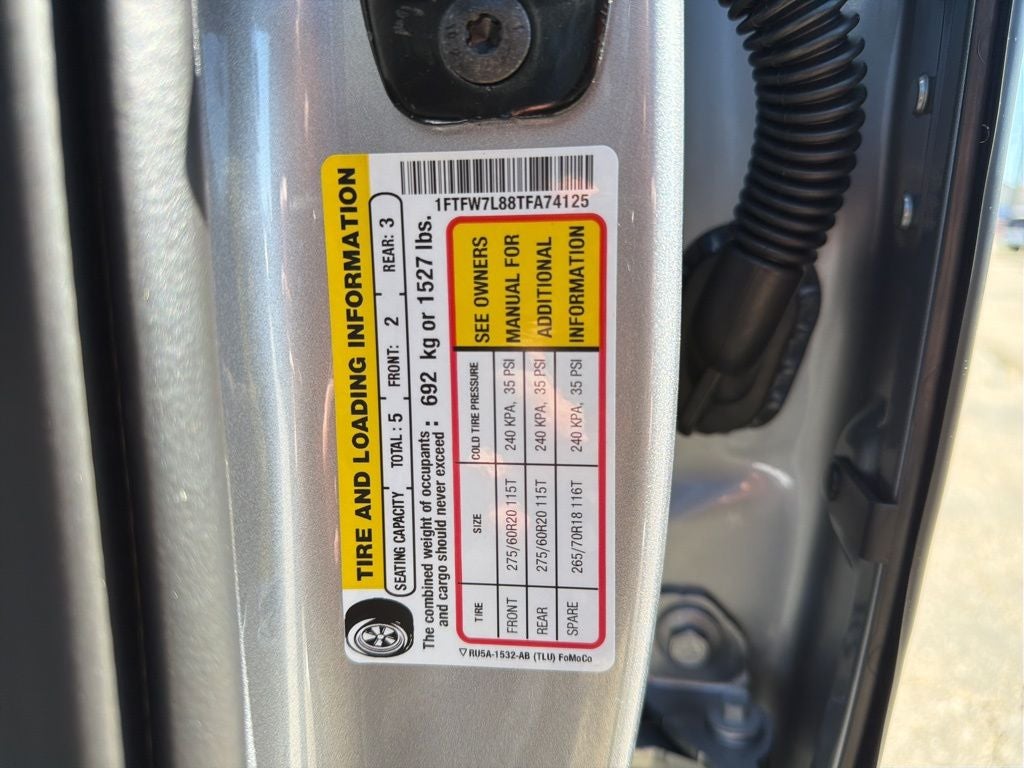 TIRE AND LOADING INFORMATION
SEATING CAPACITY TOTAL: 5 FRONT: 2 REAR: 3
The combined weight of occupants and cargo should never exceed: 692 kg or 1527 lbs.
1FTFW7L88TFA74125
TIRE SIZE COLD TIRE PRESSURE
FRONT 275/60R20 115T 240 KPA, 35 PSI
REAR 275/60R20 115T 240 KPA, 35 PSI
SPARE 265/70R18 116T 240 KPA, 35 PSI
SEE OWNERS
MANUAL FOR
ADDITIONAL
INFORMATION
RU5A-1532-AB (TLU) FoMoCo